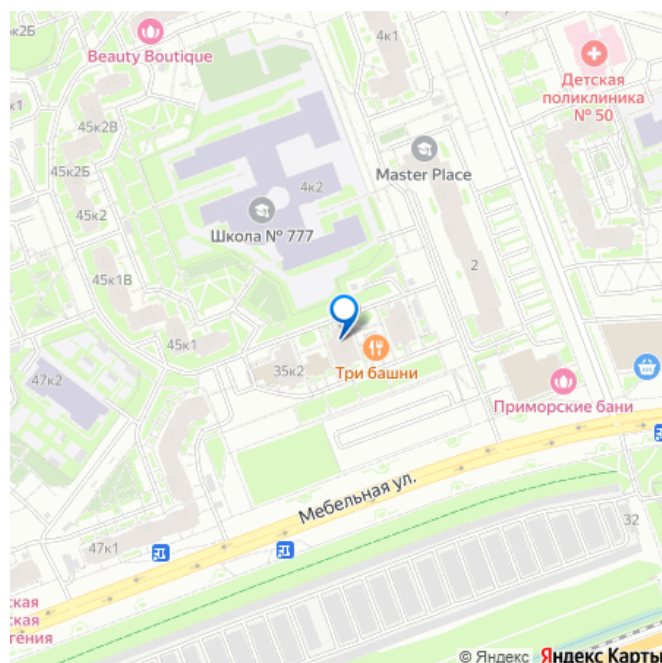 к2Б
Beauty Boutique
4к1
Детская
поликлиника
№ 50
к1
45к2В
45к2Б
Master Place
4к2
45к2
Школа № 777
45к1В
2
45к1
47к2
35к2
Три башни
Приморские бани
Мебельная ул.
32
47к1
ская
ская
гения
© Яндекс Яндекс Карты